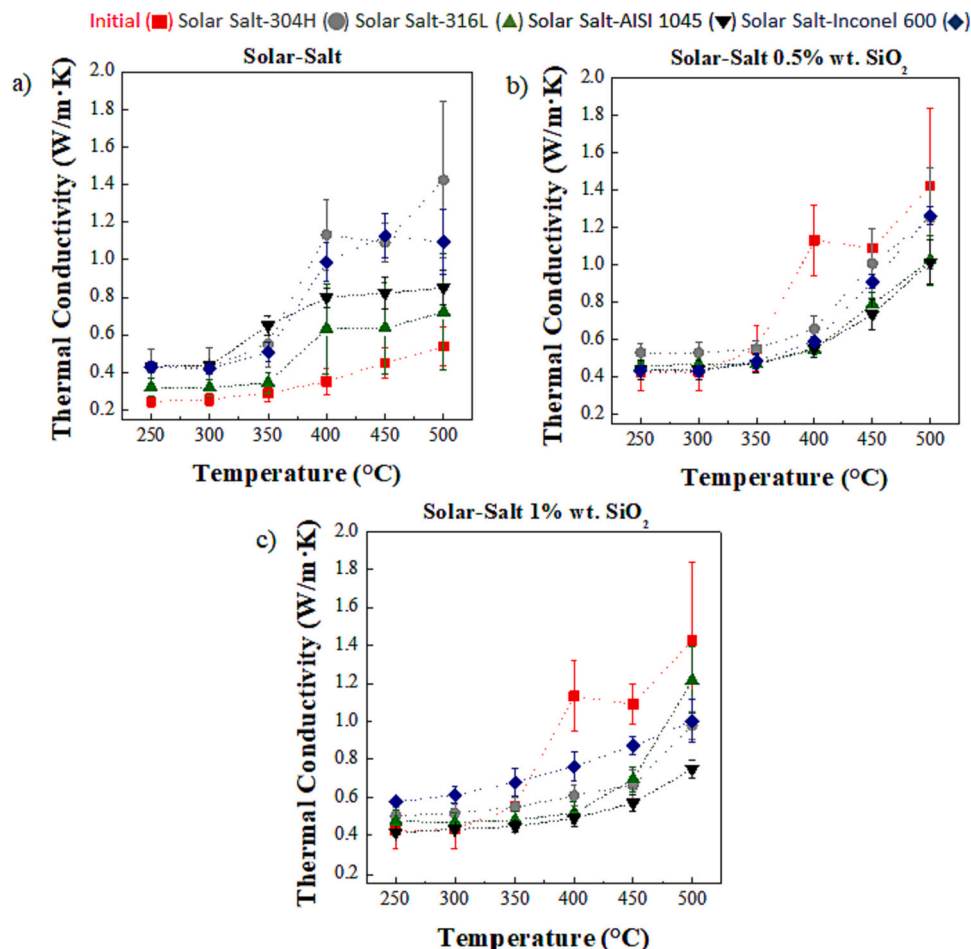 Initial (■) Solar Salt-304H (●) Solar Salt-316L (▲) Solar Salt-AISI 1045 (▼) Solar Salt-Inconel 600 (◆)
a)
Solar-Salt
Thermal Conductivity (W/m·K)
2.0
1.8
1.6
1.4
1.2
1.0
0.8
0.6
0.4
0.2
250 300 350 400 450 500
Temperature (°C)
b)
Solar-Salt 0.5% wt. SiO₂
Thermal Conductivity (W/m·K)
2.0
1.8
1.6
1.4
1.2
1.0
0.8
0.6
0.4
0.2
250 300 350 400 450 500
Temperature (°C)
c)
Solar-Salt 1% wt. SiO₂
Thermal Conductivity (W/m·K)
2.0
1.8
1.6
1.4
1.2
1.0
0.8
0.6
0.4
0.2
250 300 350 400 450 500
Temperature (°C)